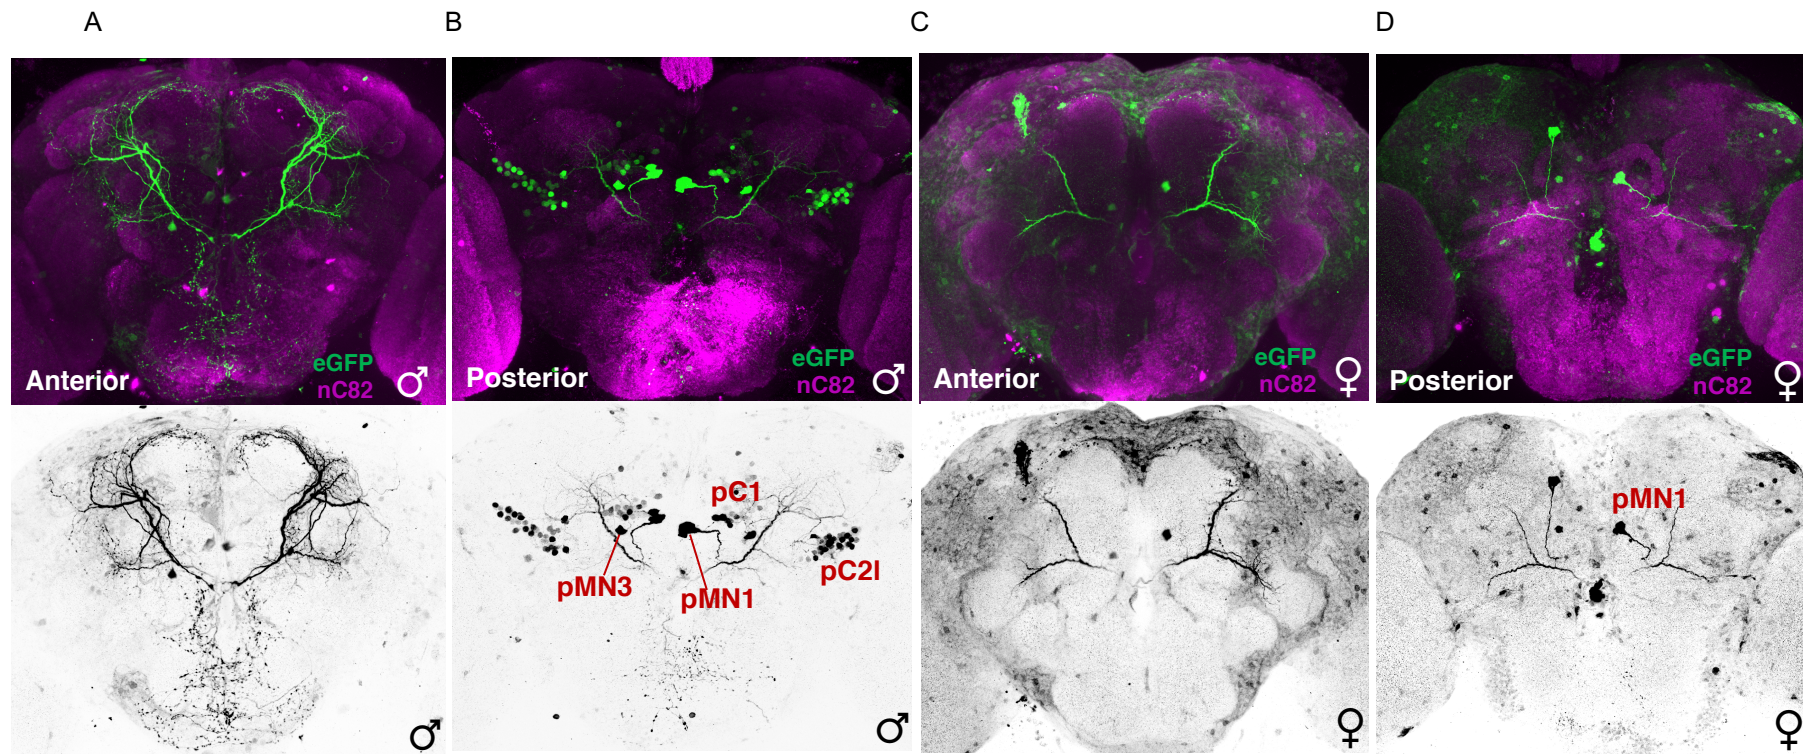 A B C D
eGFP
nC82
Anterior ♂
eGFP
nC82
Posterior ♂
eGFP
nC82
Anterior ♀
eGFP
nC82
Posterior ♀
♂
pC1
pC2l
pMN3
pMN1
♂
♀
pMN1
♀